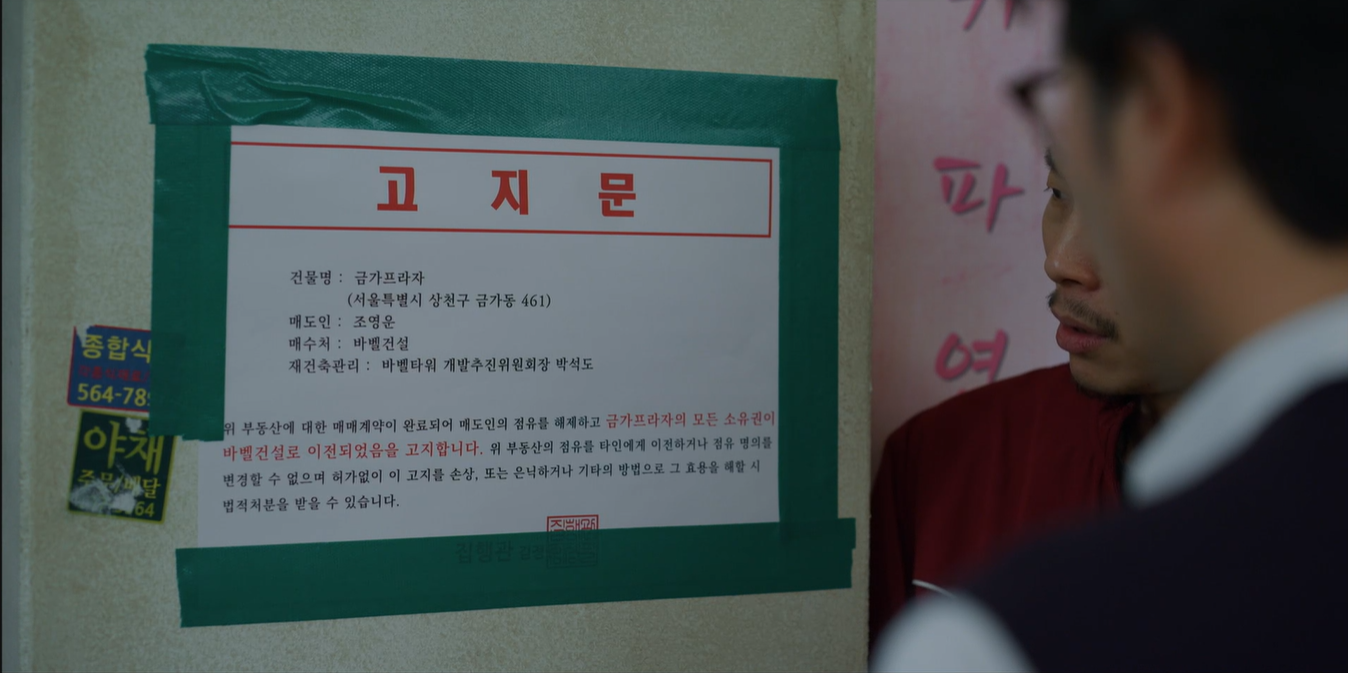 고 지 문
건물명 : 금가프라자
(서울특별시 상천구 금가동 461)
매도인 : 조영운
매수처 : 바벨건설
재건축관리 : 바벨타워 개발추진위원회장 박석도
위 부동산에 대한 매매계약이 완료되어 매도인의 점유를 해제하고 금가프라자의 모든 소유권이
바벨건설로 이전되었음을 고지합니다. 위 부동산의 점유를 타인에게 이전하거나 점유 명의를
변경할 수 없으며 허가없이 이 고지를 손상, 또는 은닉하거나 기타의 방법으로 그 효용을 해할 시
법적처분을 받을 수 있습니다.
집행관
종합식
564-789
야채
주문 배달
64
파
영